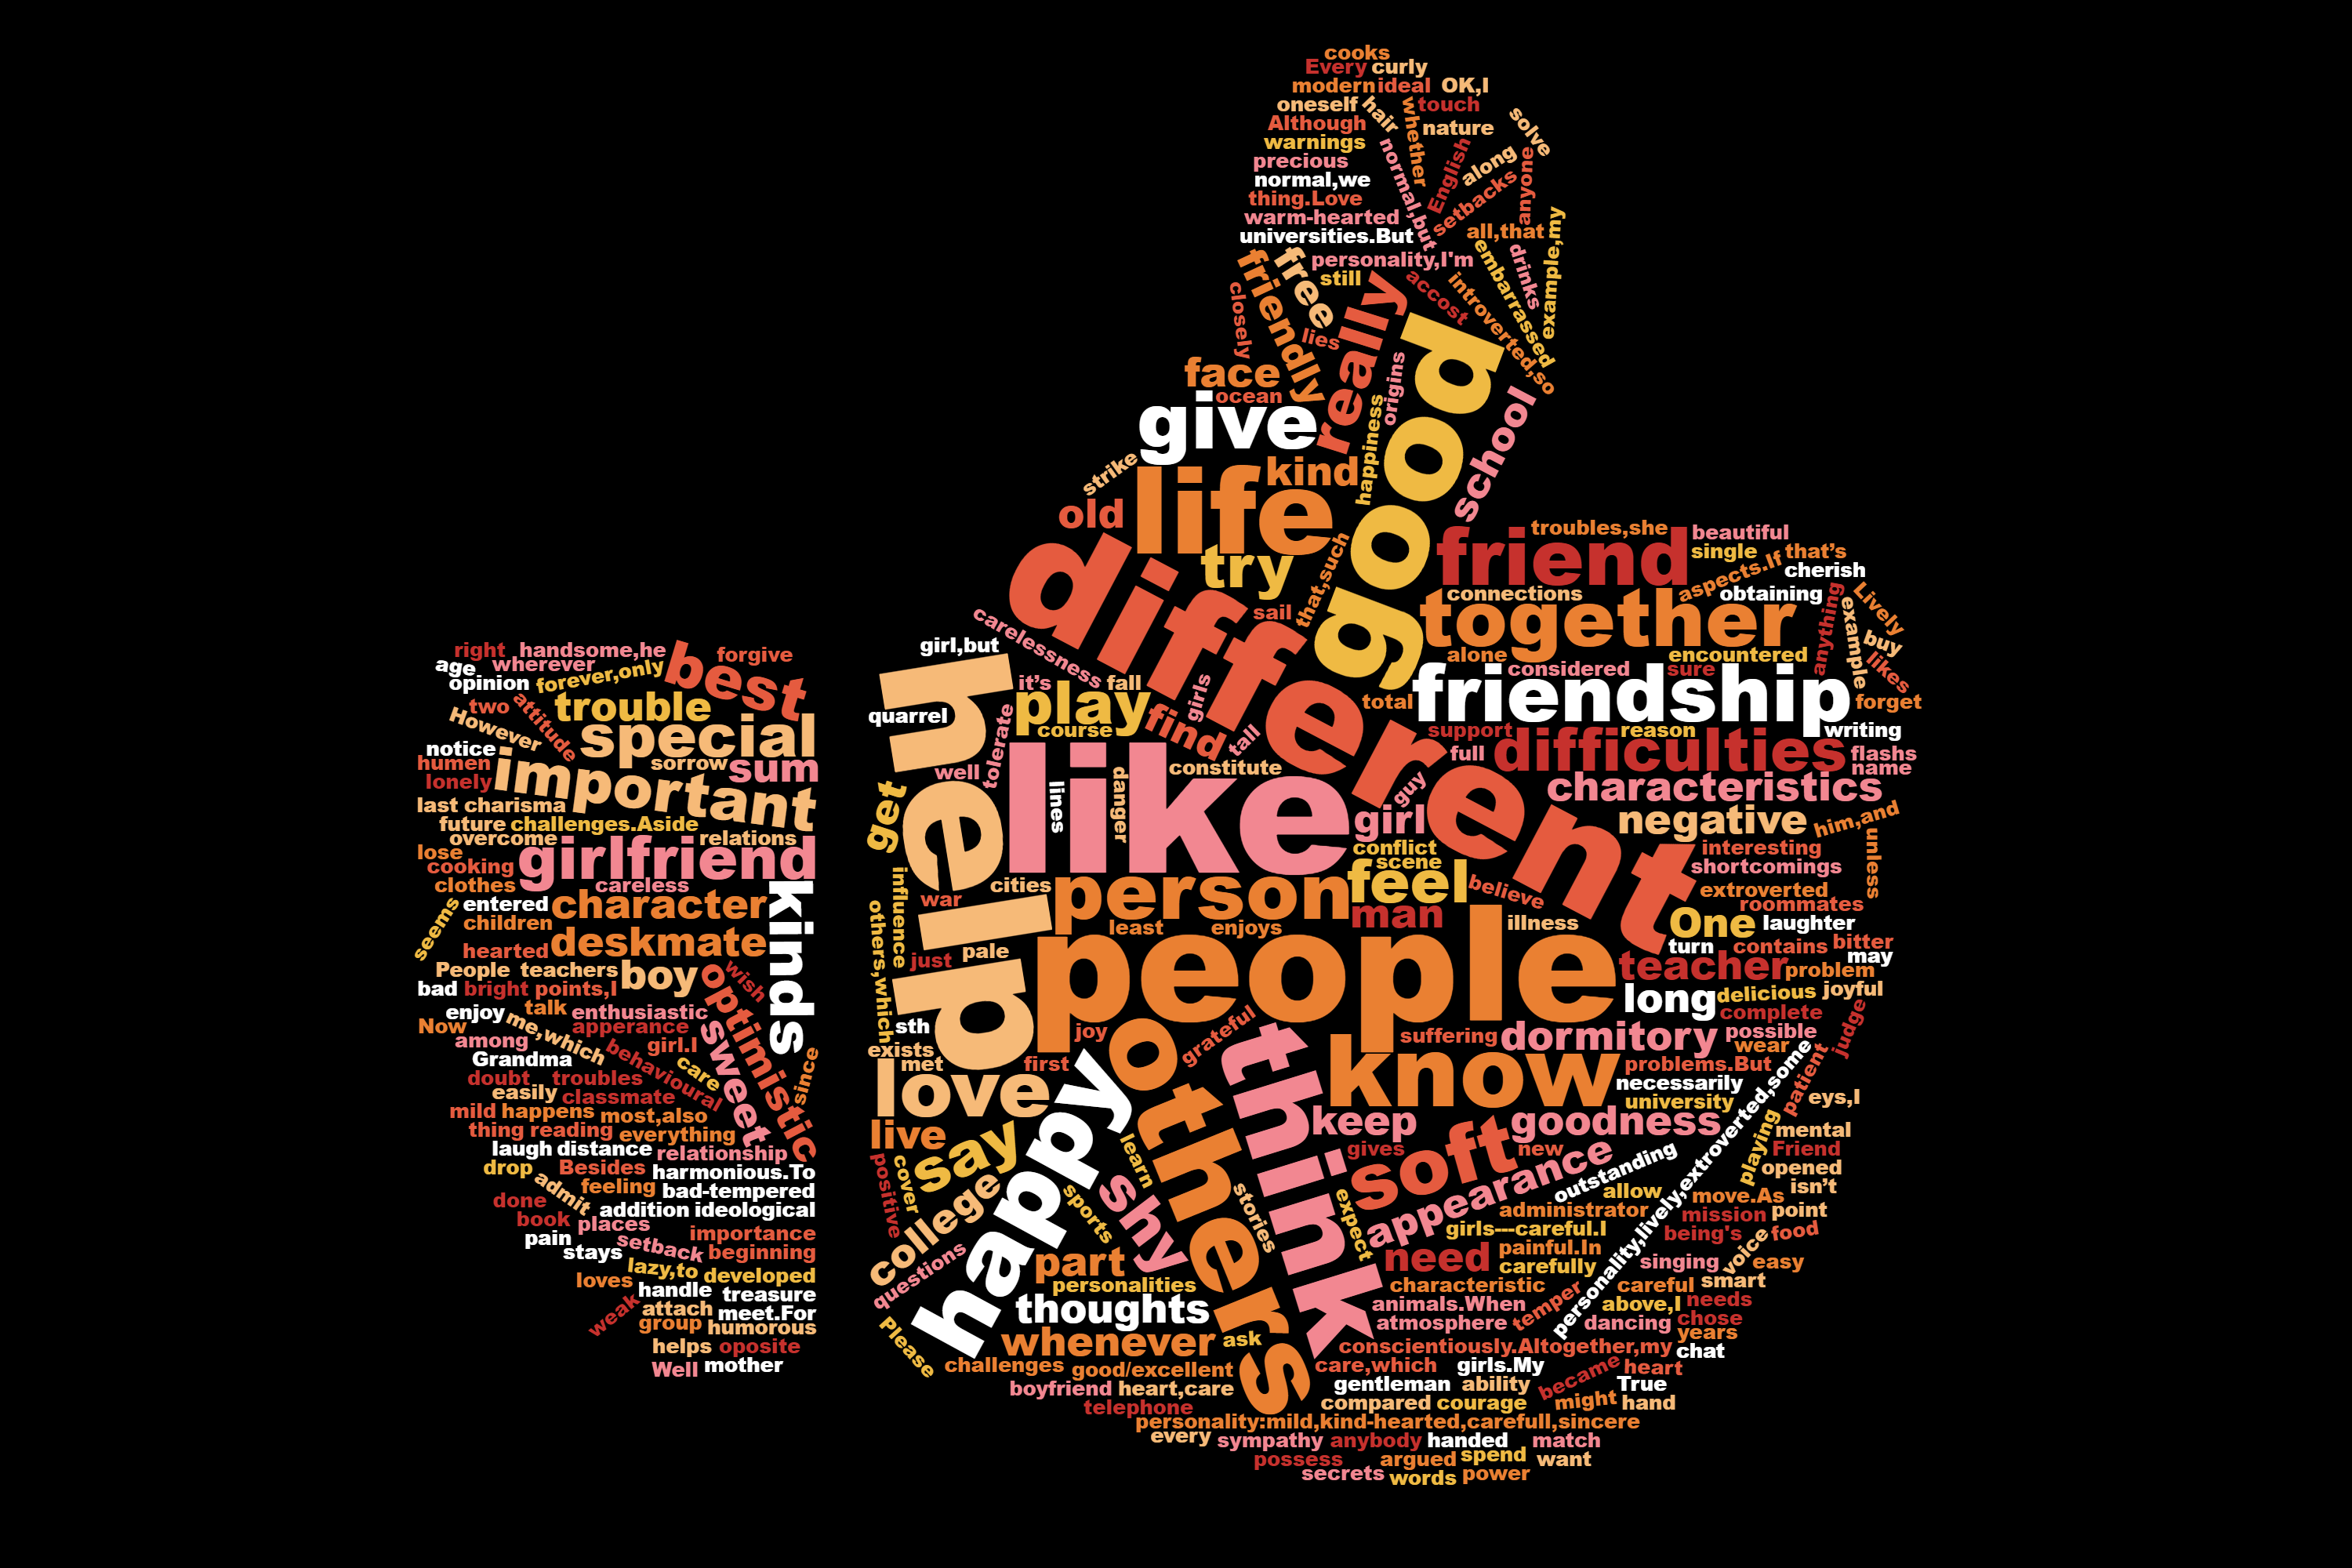 cooks
Every curly
modern ideal OK,I
oneself hair whether touch
Although nature solve
warnings
precious normal,but English along anyone
normal,we setbacks
thing.Love
warm-hearted all,that example,my
universities.But
personality,I'm embarrassed drinks
friendly free still
closely lies really accost introverted,so
face origins good
ocean
give happiness school
strike kind
old life
try that,such
different
friend troubles,she beautiful
single that's
aspects.If cherish
connections obtaining
together anything example Lively
buy
carelessness sail
alone encountered likes
girl,but considered sure
friendship forget
total
help it's play fall girls
quarrel course find tall
tolerate
support reason writing
full difficulties flashs
name
well like lines danger constitute
characteristics
guy
get girl negative him,and
conflict interesting unless
scene shortcomings
cities person feel believe extroverted
influence war roommates
man One laughter
least enjoys illness
others,which people turn contains bitter
just pale may
teacher problem
long delicious joyful
complete
sth joy grateful suffering dormitory possible judge
exists others think wear
met first know problems.But
love necessarily patient
happy university eys,I
live keep goodness playing mental
say learn gives soft new Friend
positive cover appearance outstanding opened
isn't
college sports shy stories expect allow move.As
administrator mission point
girls---careful.I being's food
questions part need painful.In voice
carefully singing easy
personalities characteristic careful smart
thoughts animals.When temper above,I needs
atmosphere personality,lively,extroverted,some dancing chose
Please whenever ask years
conscientiously.Altogether,my chat
challenges good/excellent care,which girls.My became heart
boyfriend heart,care gentleman ability True
telephone compared courage might hand
personality:mild,kind-hearted,carefull,sincere
every sympathy anybody handed match
possess argued spend want
secrets words power
right handsome,he best forgive
age wherever
opinion forever,only
two attitude trouble
However special
notice
humen sorrow sum
lonely important
last charisma
future challenges.Aside
overcome relations
lose girlfriend
cooking
clothes careless kinds
entered character
seems children
hearted deskmate
People teachers boy optimistic wish
bad bright points,I
enjoy talk enthusiastic sweet
Now me,which apperance
among girl.I
Grandma behavioural care since
doubt troubles
easily classmate
mild happens most,also
thing reading everything
laugh distance relationship
drop Besides harmonious.To
admit feeling bad-tempered
done addition ideological
book places importance
pain setback
stays beginning
lazy,to developed
loves handle treasure
weak attach meet.For
group humorous
helps oposite
Well mother